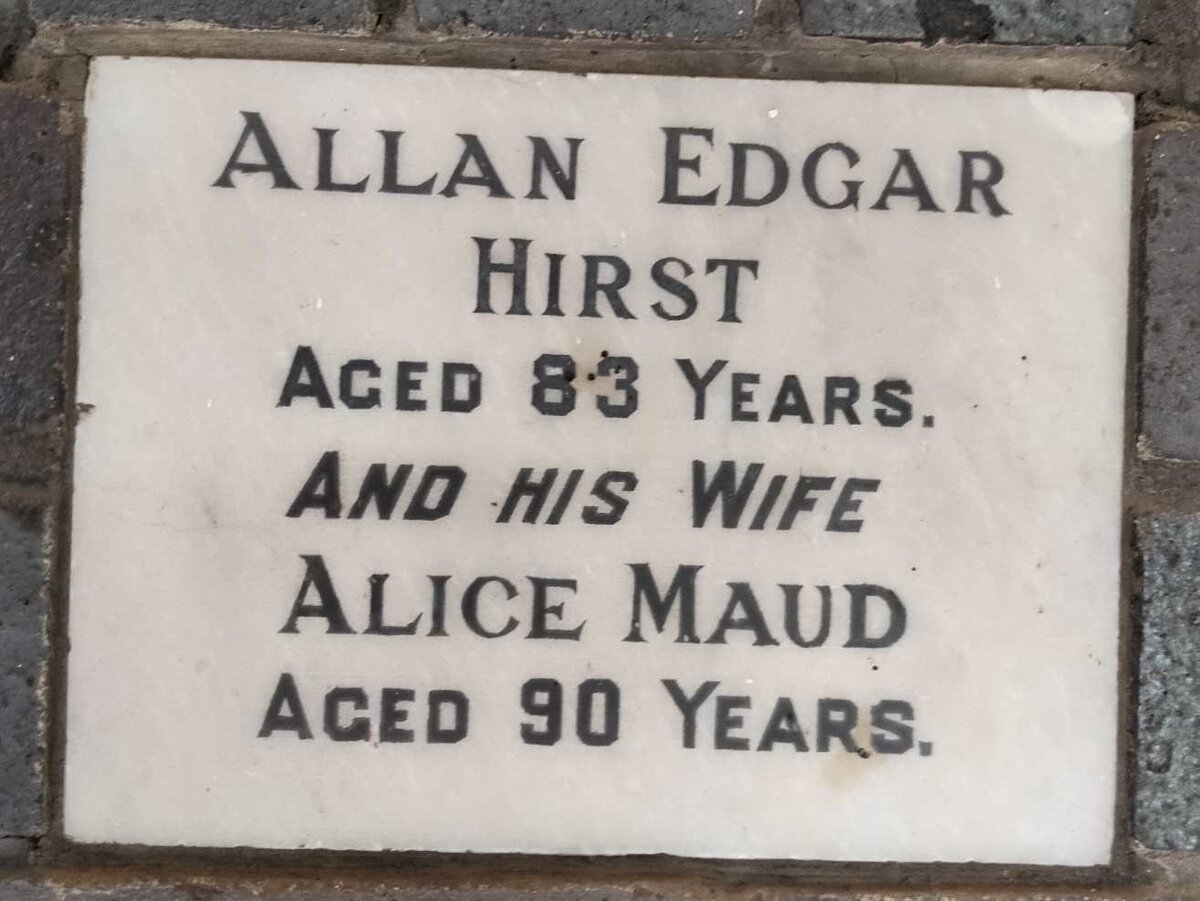 ALLAN EDGAR
HIRST
AGED 83 YEARS.
AND HIS WIFE
ALICE MAUD
AGED 90 YEARS.